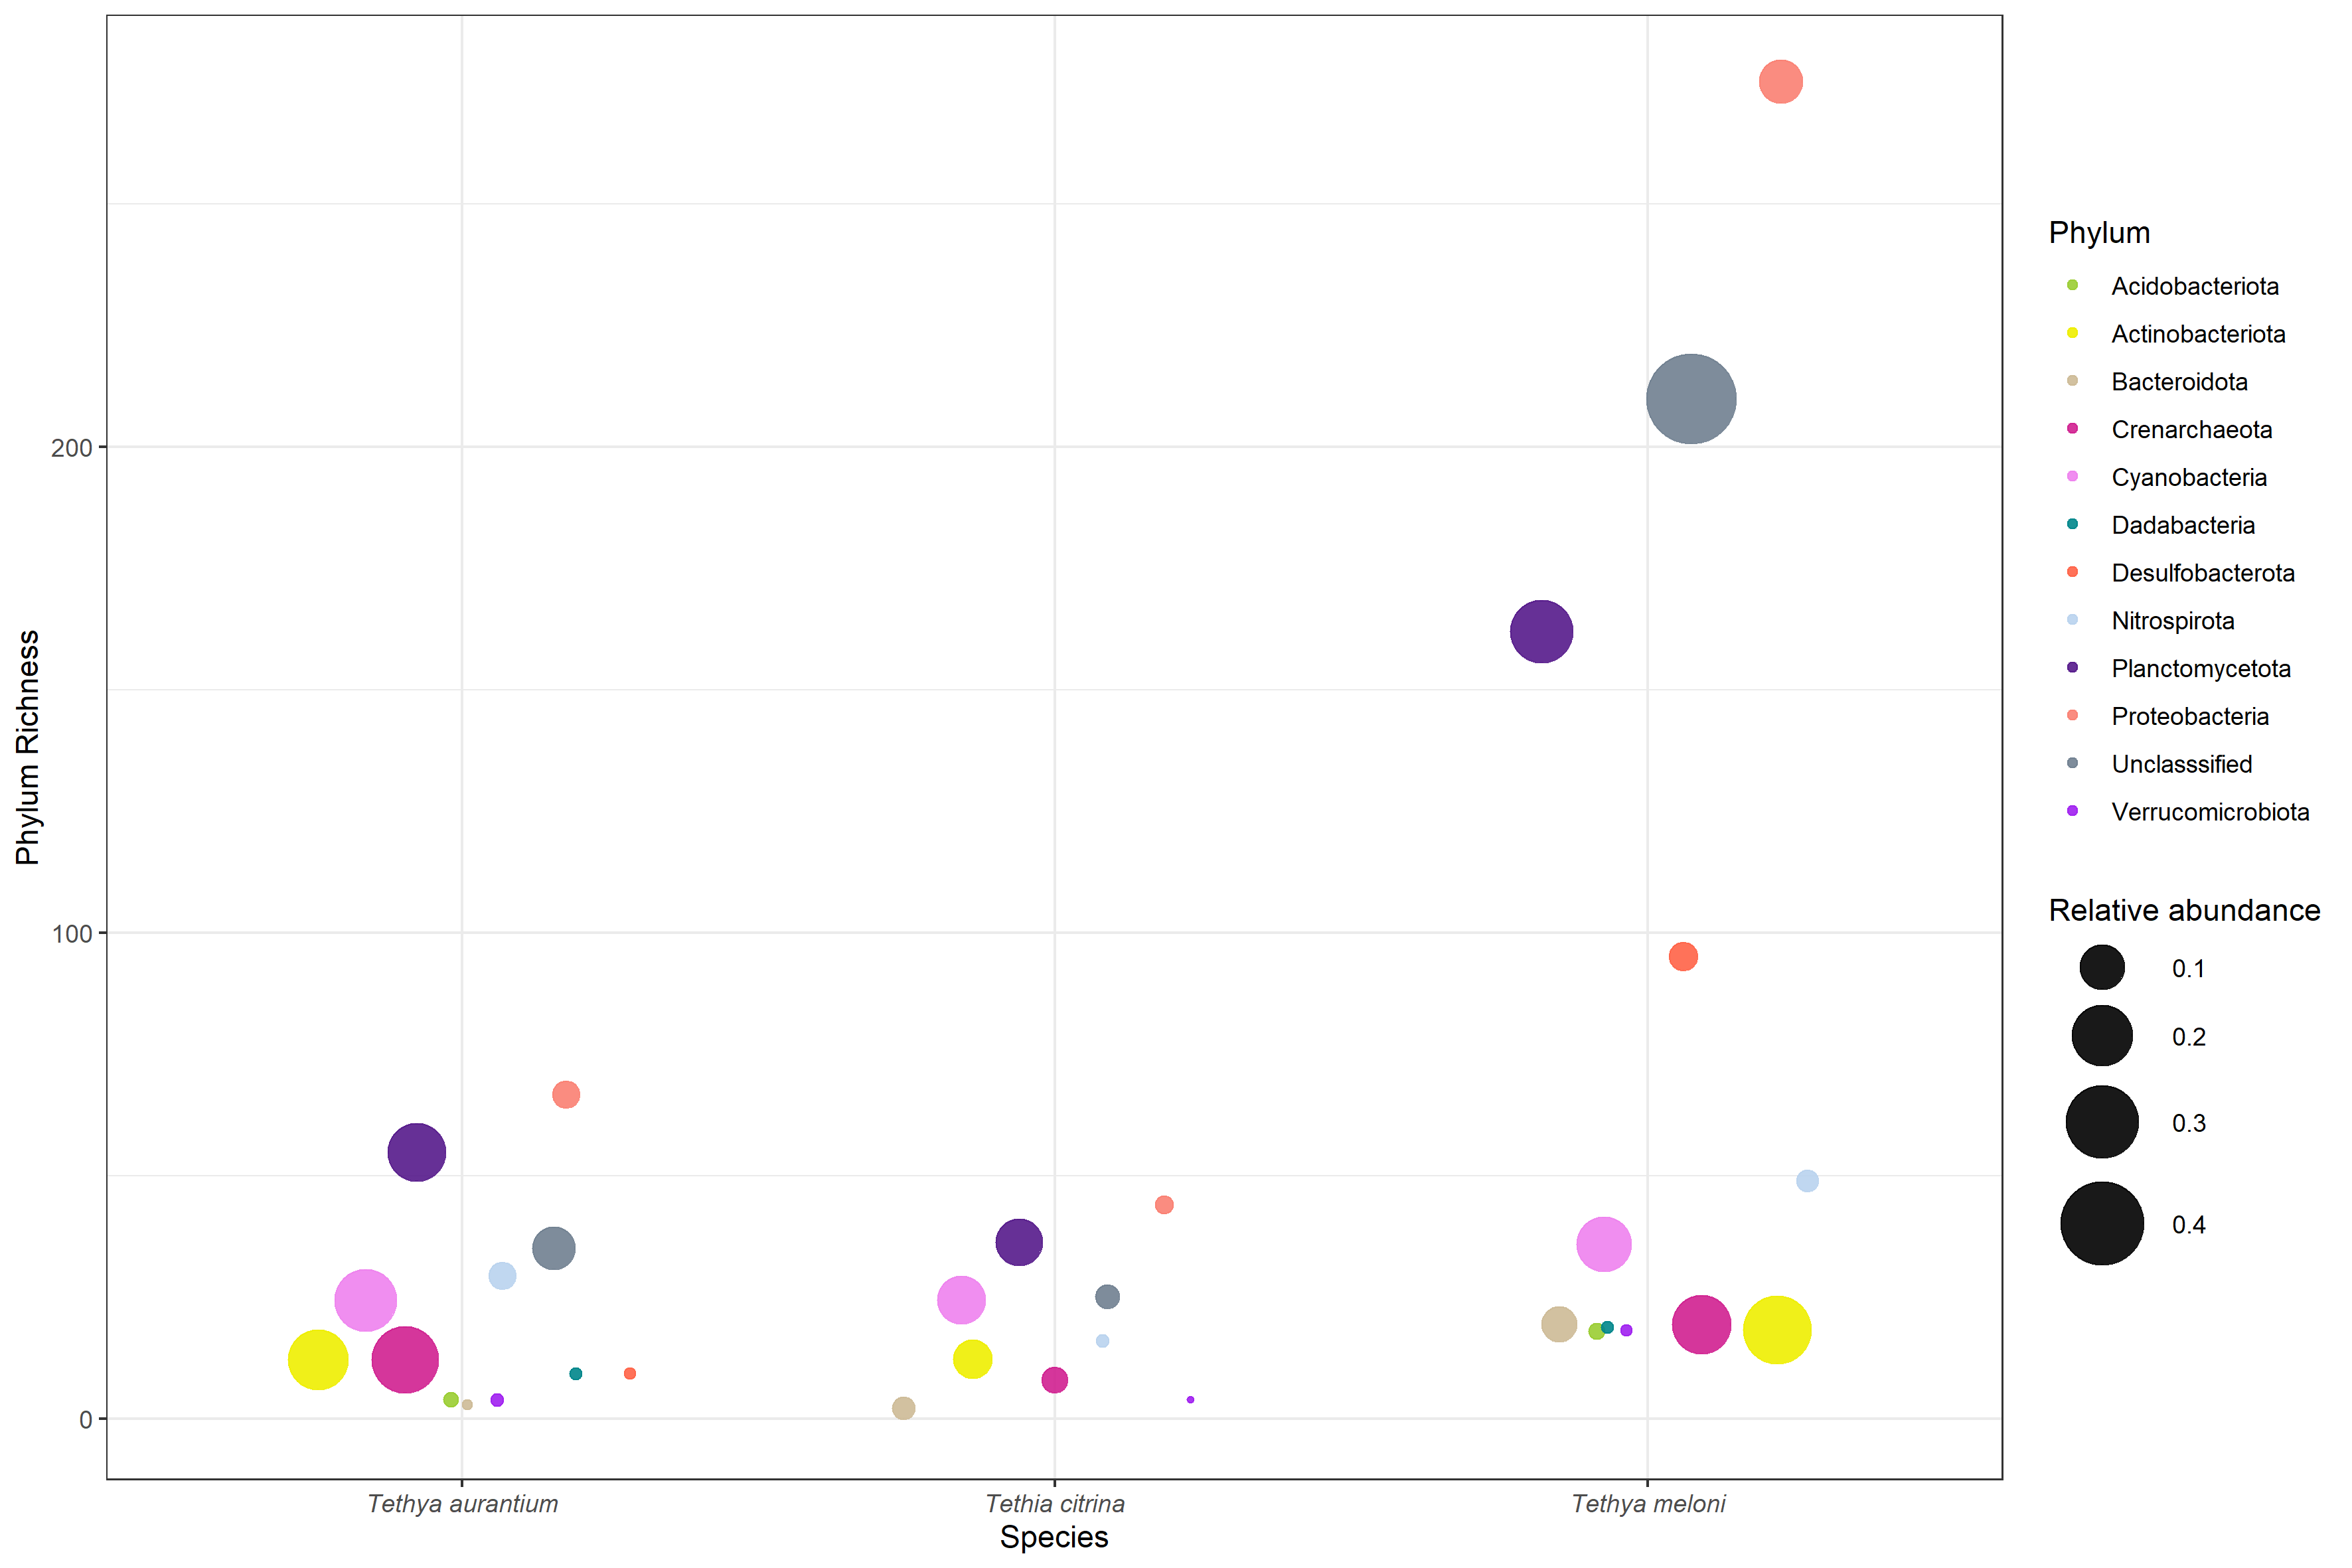 Phylum Richness
200
100
0
Tethya aurantium
Tethia citrina
Tethya meloni
Species
Phylum
Acidobacteriota
Actinobacteriota
Bacteroidota
Crenarchaeota
Cyanobacteria
Dadabacteria
Desulfobacterota
Nitrospirota
Planctomycetota
Proteobacteria
Unclasssified
Verrucomicrobiota
Relative abundance
0.1
0.2
0.3
0.4